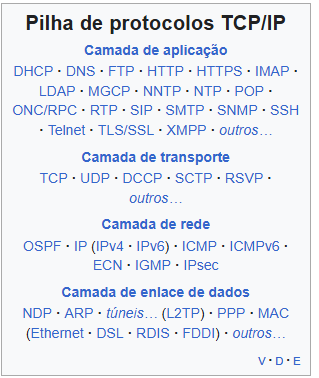 Pilha de protocolos TCP/IP
Camada de aplicação
DHCP · DNS · FTP · HTTP · HTTPS · IMAP ·
LDAP · MGCP · NNTP · NTP · POP ·
ONC/RPC · RTP · SIP · SMTP · SNMP · SSH
· Telnet · TLS/SSL · XMPP · outros…
Camada de transporte
TCP · UDP · DCCP · SCTP · RSVP ·
outros…
Camada de rede
OSPF · IP (IPv4 · IPv6) · ICMP · ICMPv6 ·
ECN · IGMP · IPsec
Camada de enlace de dados
NDP · ARP · túneis… (L2TP) · PPP · MAC
(Ethernet · DSL · RDIS · FDDI) · outros…
V · D · E